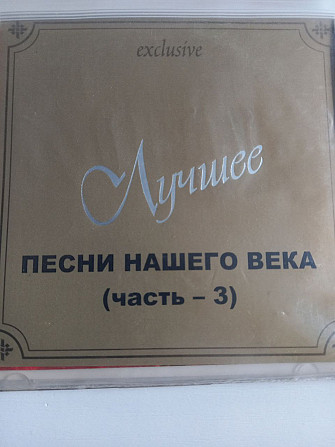 exclusive
Лучшее
ПЕСНИ НАШЕГО ВЕКА
(часть – 3)